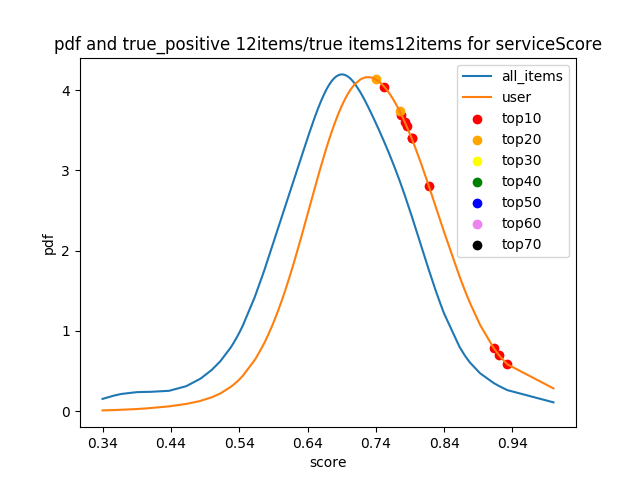 pdf and true_positive 12items/true items12items for serviceScore
pdf
4
3
2
1
0
0.34 0.44 0.54 0.64 0.74 0.84 0.94
score
all_items
user
top10
top20
top30
top40
top50
top60
top70